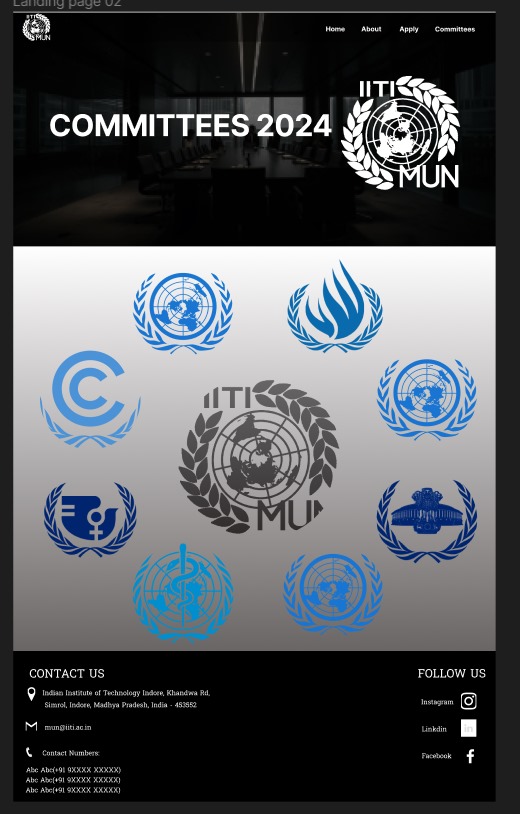 Landing page 02
IITI
MUN
Home About Apply Committees
COMMITTEES 2024
IITI
MUN
IITI
MUN
CONTACT US
Indian Institute of Technology Indore, Khandwa Rd,
Simrol, Indore, Madhya Pradesh, India - 453552
mun@iiti.ac.in
Contact Numbers:
Abc Abc(+91 9XXXX XXXXX)
Abc Abc(+91 9XXXX XXXXX)
Abc Abc(+91 9XXXX XXXXX)
FOLLOW US
Instagram
Linkdin
in
Facebook